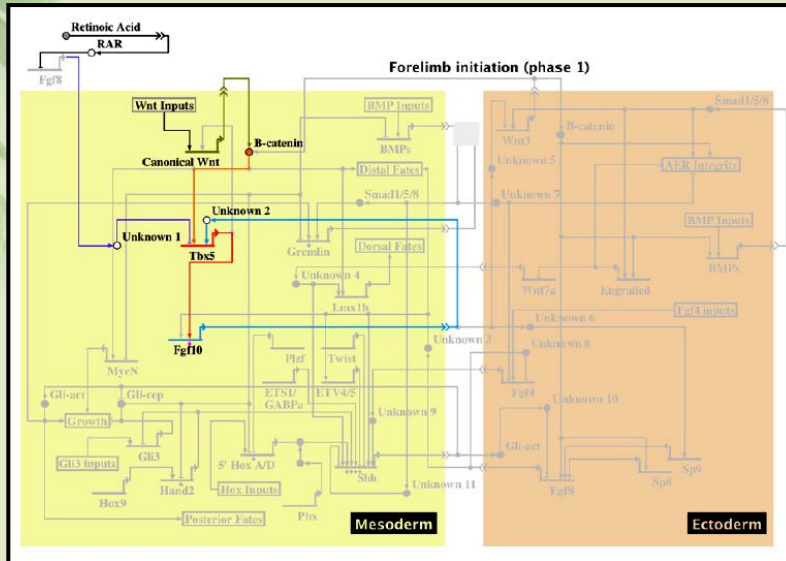 Retinoic Acid
RAR
Fgf8
Forelimb initiation (phase 1)
Wnt Inputs
B-catenin
Canonical Wnt
BMP Inputs
BMPs
Distal Fates
Smad1/5/8
Unknown 1
Unknown 2
Tbx5
Gremlin
Dorsal Fates
Unknown 4
Lmx1b
Fgf10
Unknown 3
MycN
Plzf
Twist
ETS1/
GABPa
ETV4/5
Gli-act
Gli-rep
Growth
Unknown 9
Gli3 inputs
Gli3
5' Hox A/D
Shh
Hox9
Hand2
Hox Inputs
Pbx
Unknown 11
Posterior Fates
Mesoderm
Smad1/5/8
Wnt3
B-catenin
Unknown 5
AER Integrity
Unknown 7
BMP Inputs
BMPs
Wnt7a
Engrailed
Fgf4 inputs
Unknown 6
Unknown 8
Fgf4
Unknown 10
Gli-act
Fgf8
Sp8
Sp9
Ectoderm